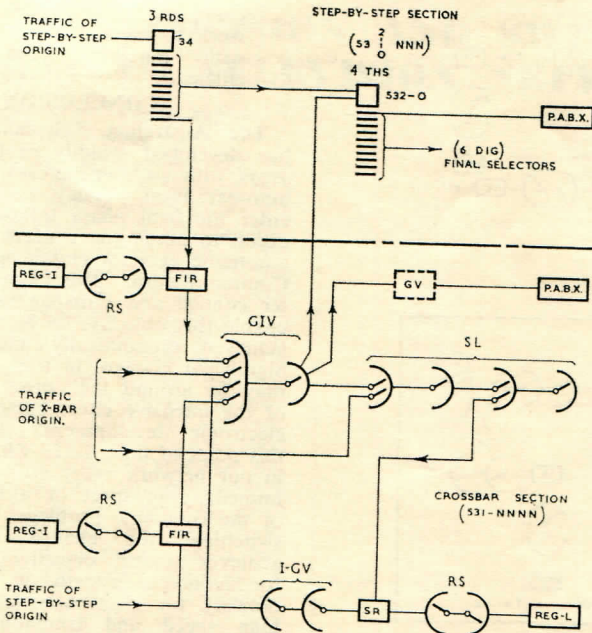 TRAFFIC OF
STEP-BY-STEP
ORIGIN
3 RDS
34
STEP-BY-STEP SECTION
(53 2 NNN)
O
4 THS
532-O
P.A.B.X.
(6 DIG)
FINAL SELECTORS
REG-I
RS
FIR
GIV
GV
P.A.B.X.
SL
TRAFFIC
OF X-BAR
ORIGIN.
CROSSBAR SECTION
(531-NNNN)
REG-I
RS
FIR
TRAFFIC OF
STEP-BY-STEP
ORIGIN
I-GV
SR
RS
REG-L